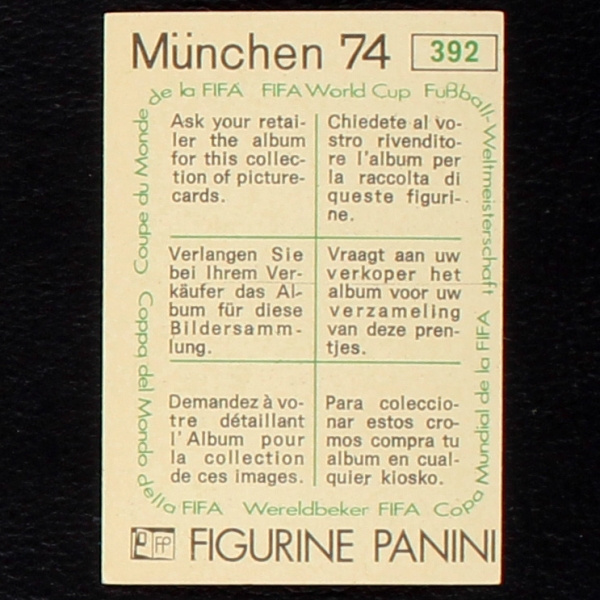 München 74
392
Coupe du Monde de la FIFA
FIFA World Cup
Fußball-Weltmeisterschaft
Ask your retai-
ler the album
for this collec-
tion of picture-
cards.
Chiedete al vo-
stro rivendito-
re l'album per
la raccolta di
queste figuri-
ne.
Verlangen Sie
bei Ihrem Ver-
käufer das Al-
bum für diese
Bildersamm-
lung.
Vraagt aan uw
verkoper het
album voor uw
verzameling
van deze pren-
tjes.
Demandez à vo-
tre détaillant
l'Album pour
la collection
de ces images.
Para coleccio-
nar estos cro-
mos compra tu
album en cual-
quier kiosko.
Coppa del Mondo della FIFA
Wereldbeker FIFA
Copa Mundial de la FIFA
FP
FIGURINE PANINI